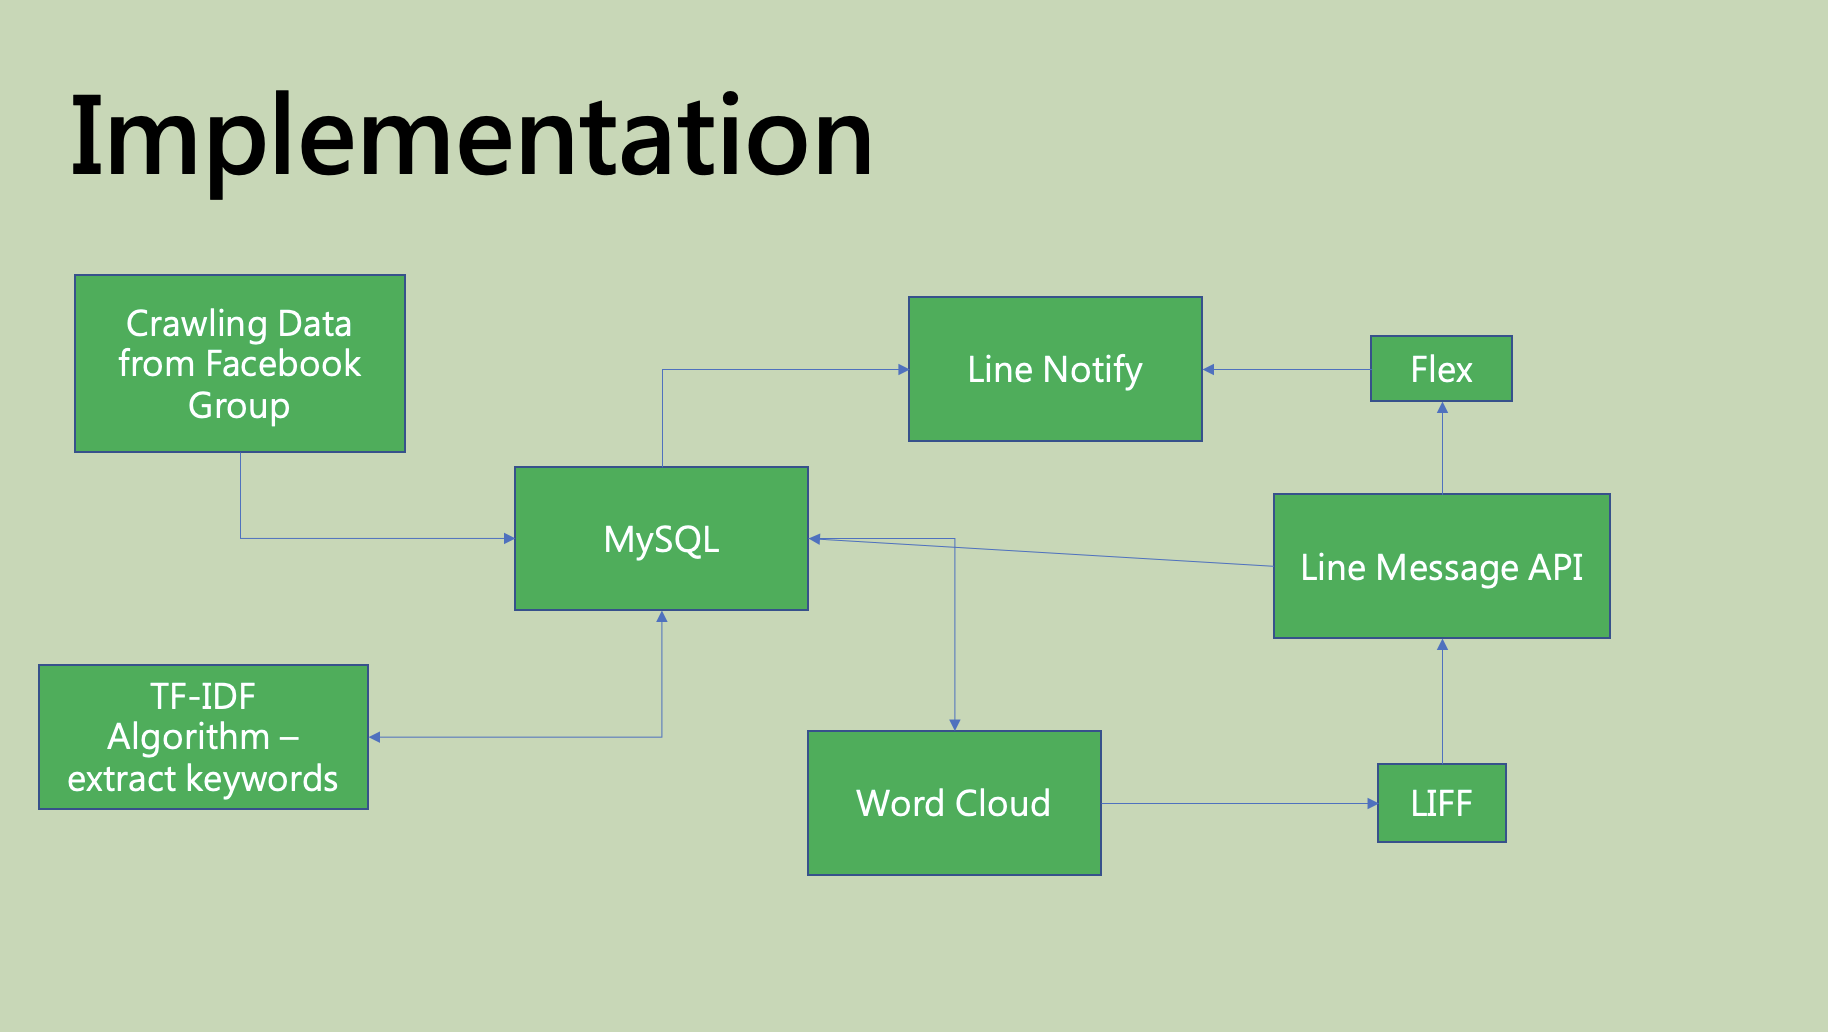 Implementation
Crawling Data
from Facebook
Group
Line Notify
Flex
MySQL
Line Message API
TF-IDF
Algorithm –
extract keywords
Word Cloud
LIFF